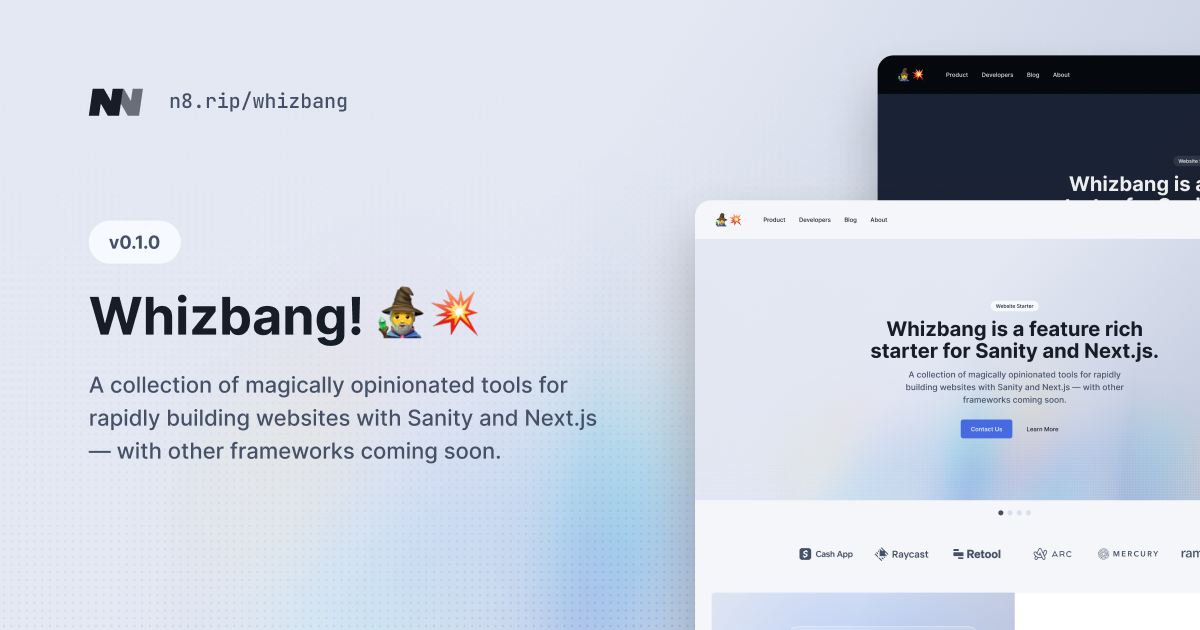 n8.rip/whizbang
v0.1.0
Whizbang!
A collection of magically opinionated tools for
rapidly building websites with Sanity and Next.js
— with other frameworks coming soon.
Product Developers Blog About
Website
Whizbang is a
Product Developers Blog About
Website Starter
Whizbang is a feature rich
starter for Sanity and Next.js.
A collection of magically opinionated tools for rapidly
building websites with Sanity and Next.js — with other
frameworks coming soon.
Contact Us Learn More
Cash App Raycast Retool ARC MERCURY ram